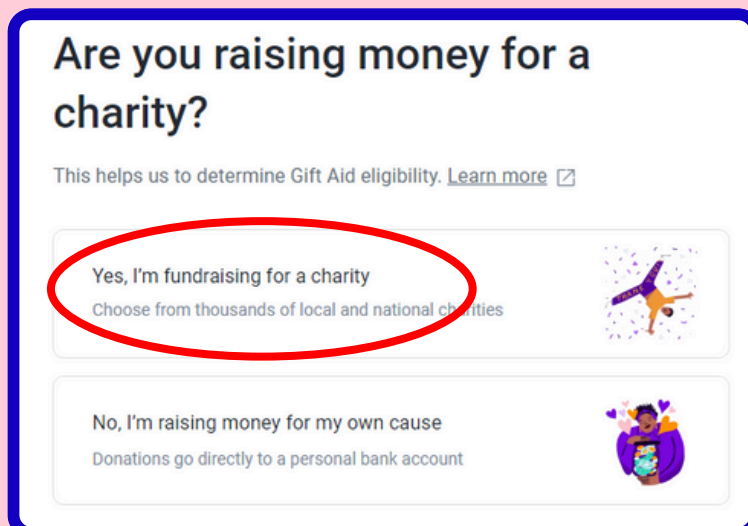 Are you raising money for a
charity?
This helps us to determine Gift Aid eligibility. Learn more
Yes, I'm fundraising for a charity
Choose from thousands of local and national charities
No, I'm raising money for my own cause
Donations go directly to a personal bank account